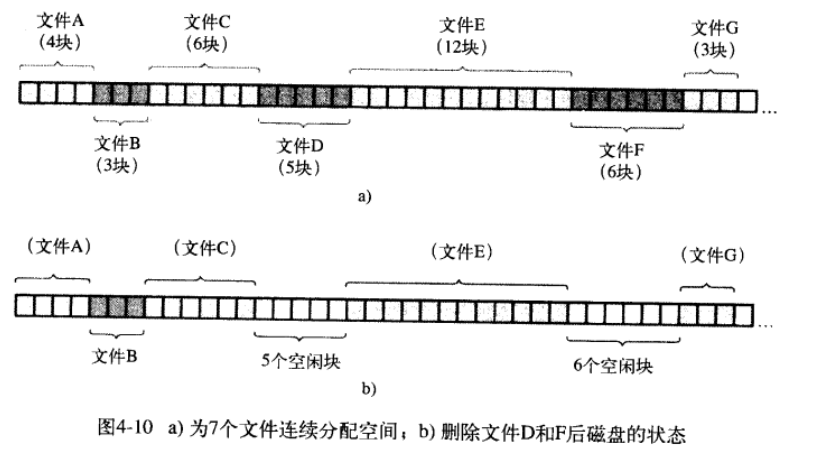 文件A
(4块)
文件C
(6块)
文件E
(12块)
文件G
(3块)
...
文件B
(3块)
文件D
(5块)
文件F
(6块)
a)
(文件A)
(文件C)
(文件E)
(文件G)
...
文件B
5个空闲块
6个空闲块
b)
图4-10 a) 为7个文件连续分配空间；b) 删除文件D和F后磁盘的状态